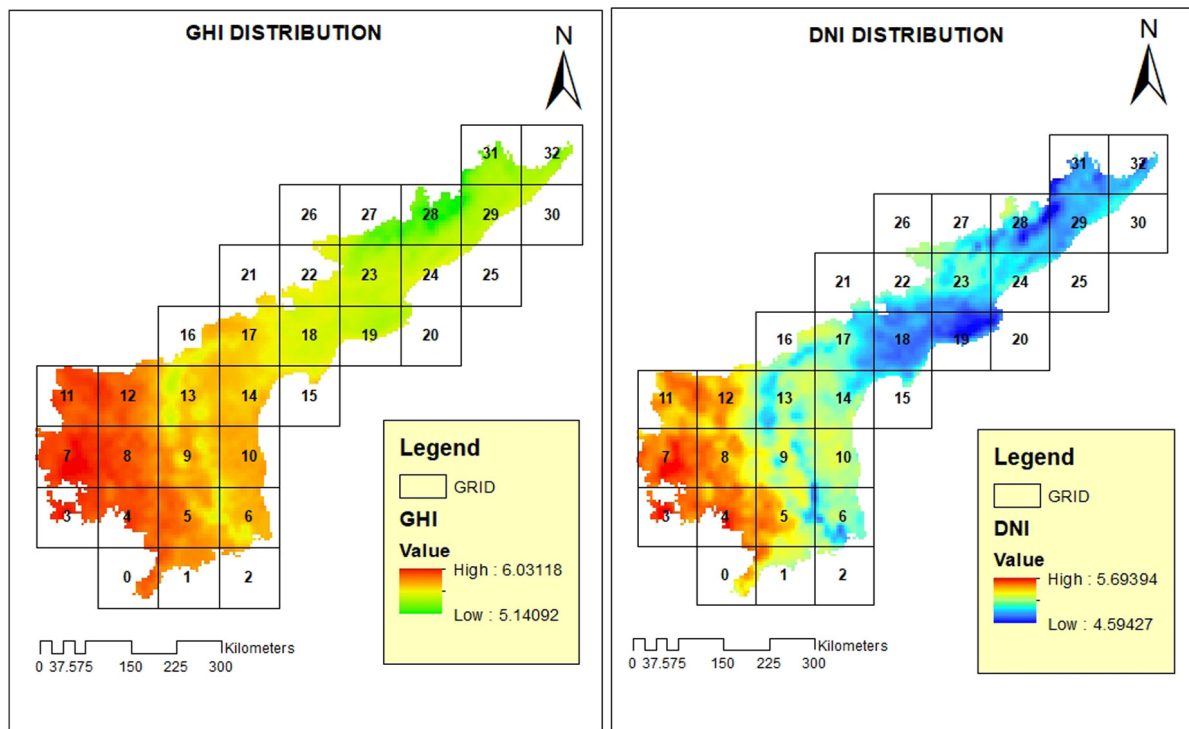 GHI DISTRIBUTION
N
31 32
26 27 28 29 30
21 22 23 24 25
16 17 18 19 20
11 12 13 14 15
7 8 9 10
3 4 5 6
0 1 2
Legend
GRID
GHI
Value
High : 6.03118
Low : 5.14092
Kilometers
0 37.575 150 225 300
DNI DISTRIBUTION
N
31 32
26 27 28 29 30
21 22 23 24 25
16 17 18 19 20
11 12 13 14 15
7 8 9 10
3 4 5 6
0 1 2
Legend
GRID
DNI
Value
High : 5.69394
Low : 4.59427
Kilometers
0 37.575 150 225 300